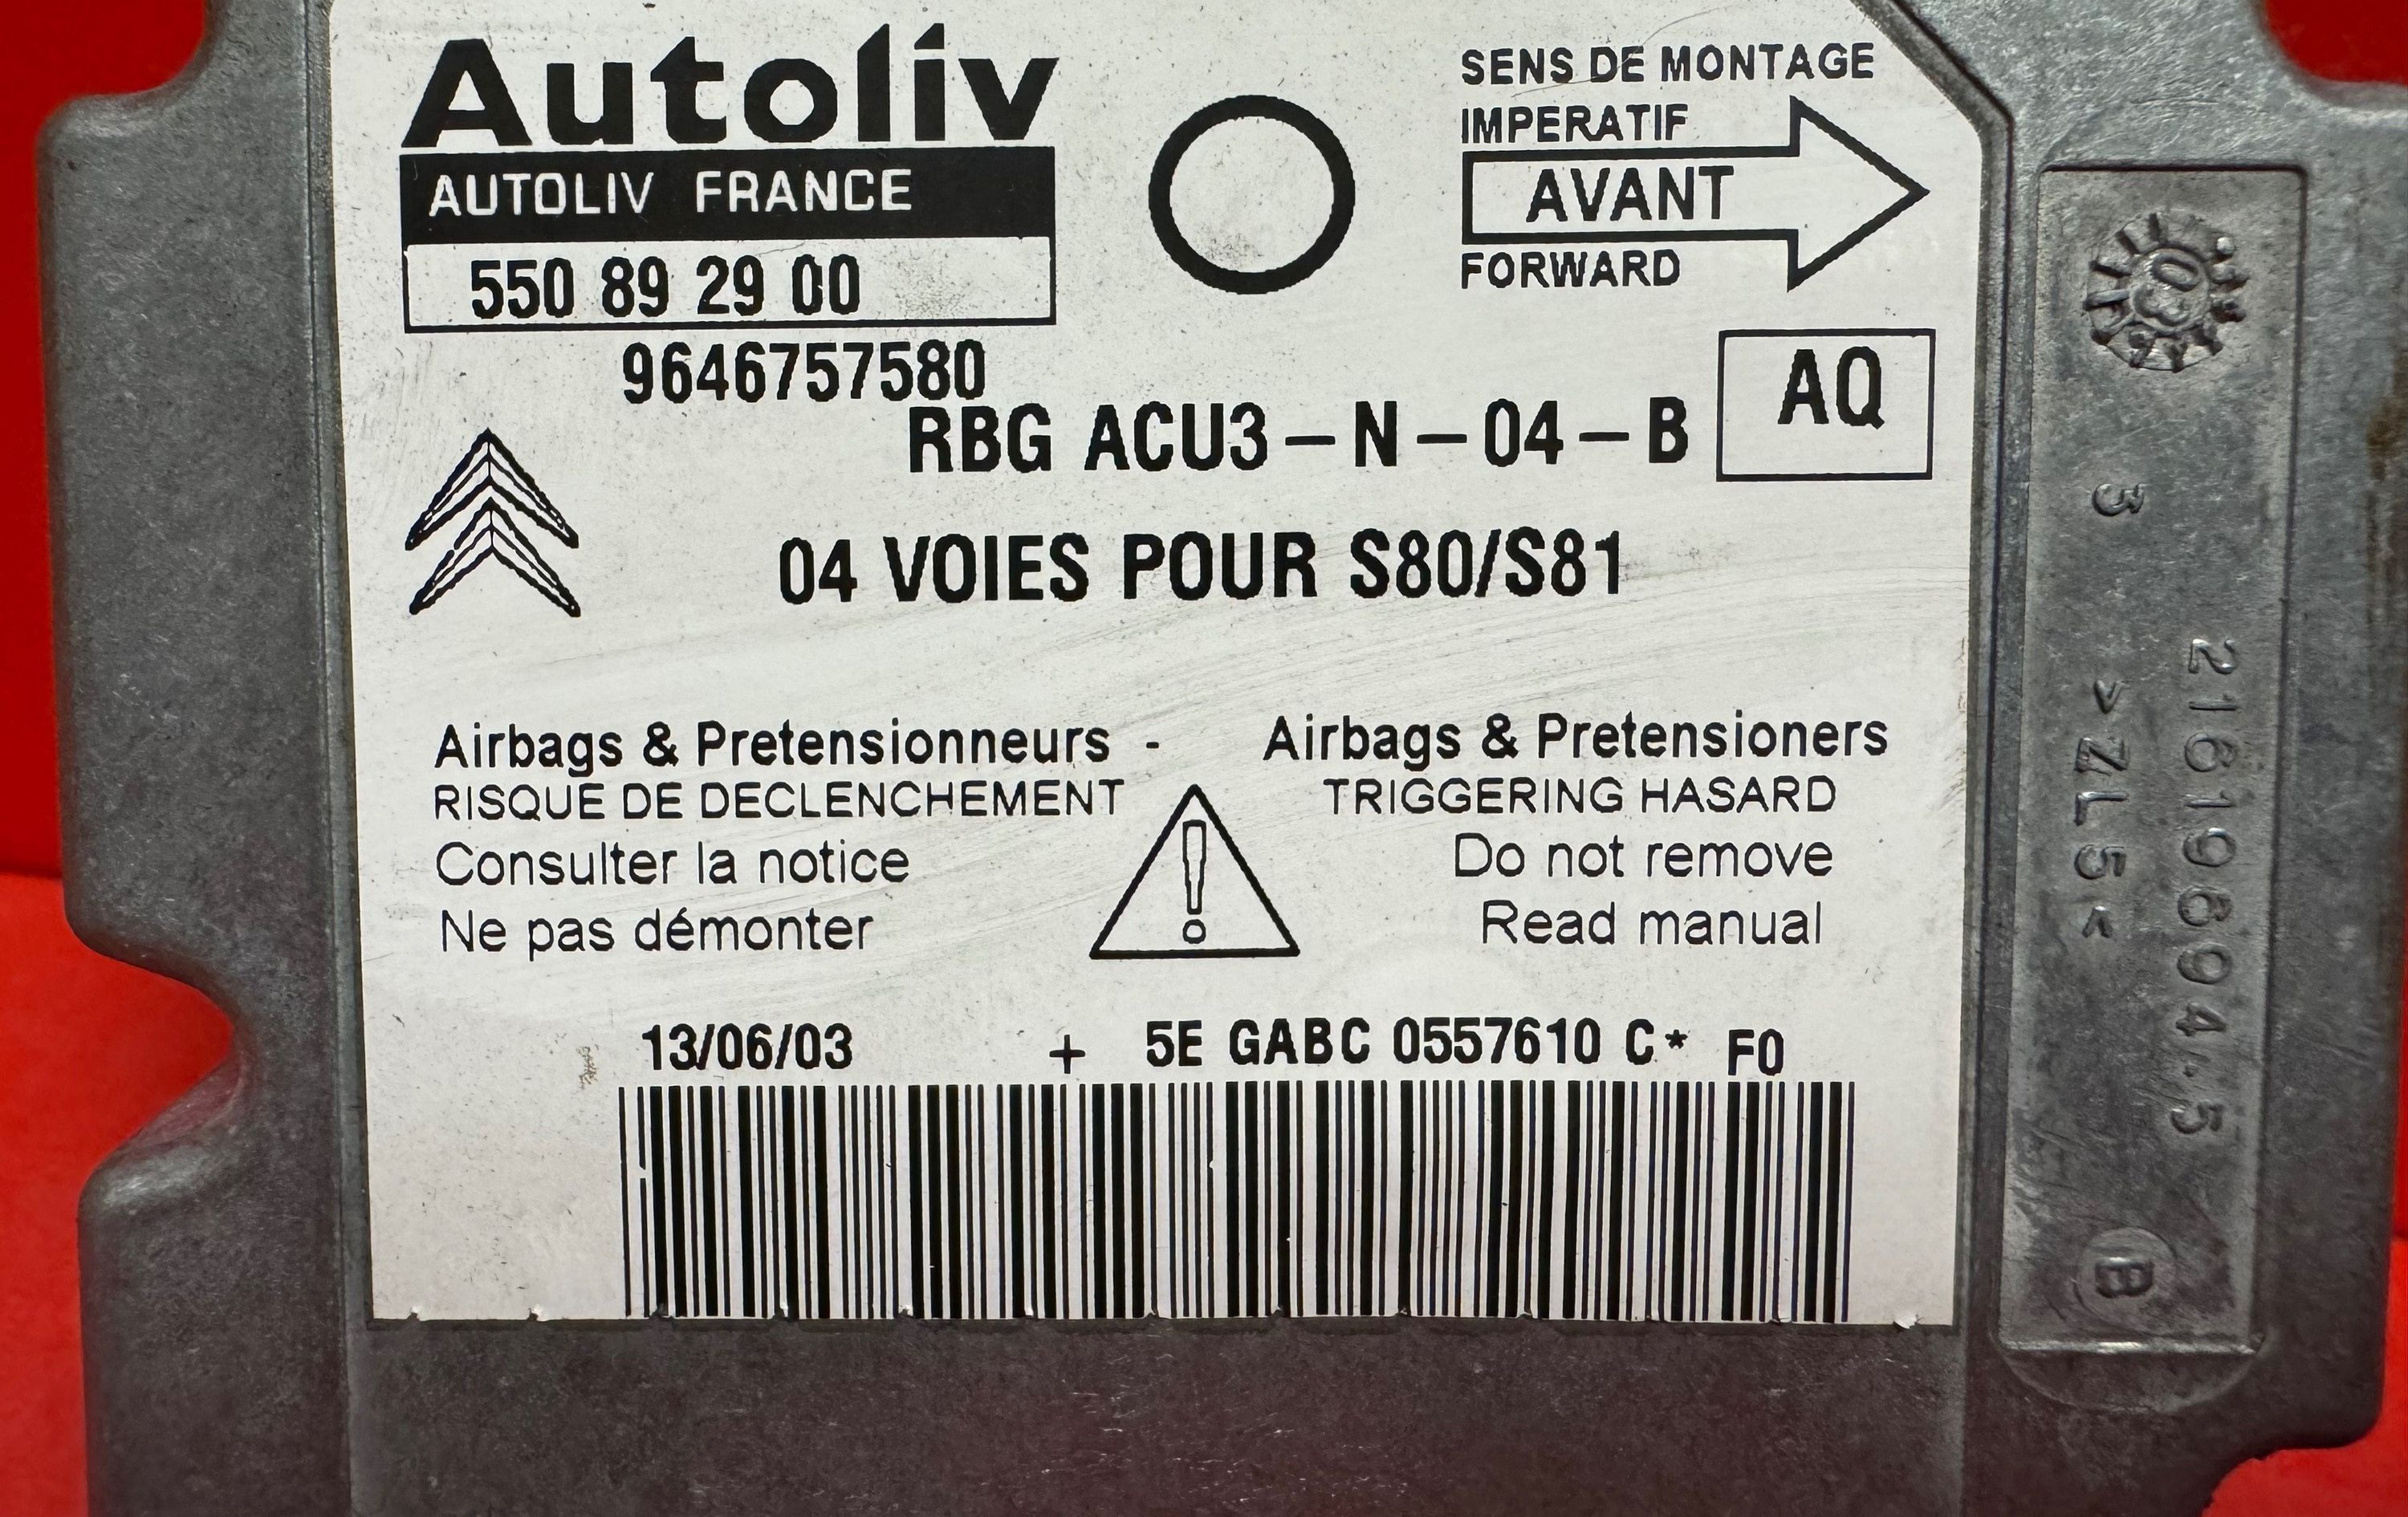 Autoliv
AUTOLIV FRANCE
550 89 29 00
9646757580
SENS DE MONTAGE
IMPERATIF
AVANT
FORWARD
AQ
RBG ACU3-N-04-B
04 VOIES POUR S80/S81
Airbags & Pretensionneurs -
RISQUE DE DECLENCHEMENT
Consulter la notice
Ne pas démonter
Airbags & Pretensioners
TRIGGERING HASARD
Do not remove
Read manual
13/06/03 + 5E GABC 0557610 C* F0
03
3 >ZL5<
21619694.5
B